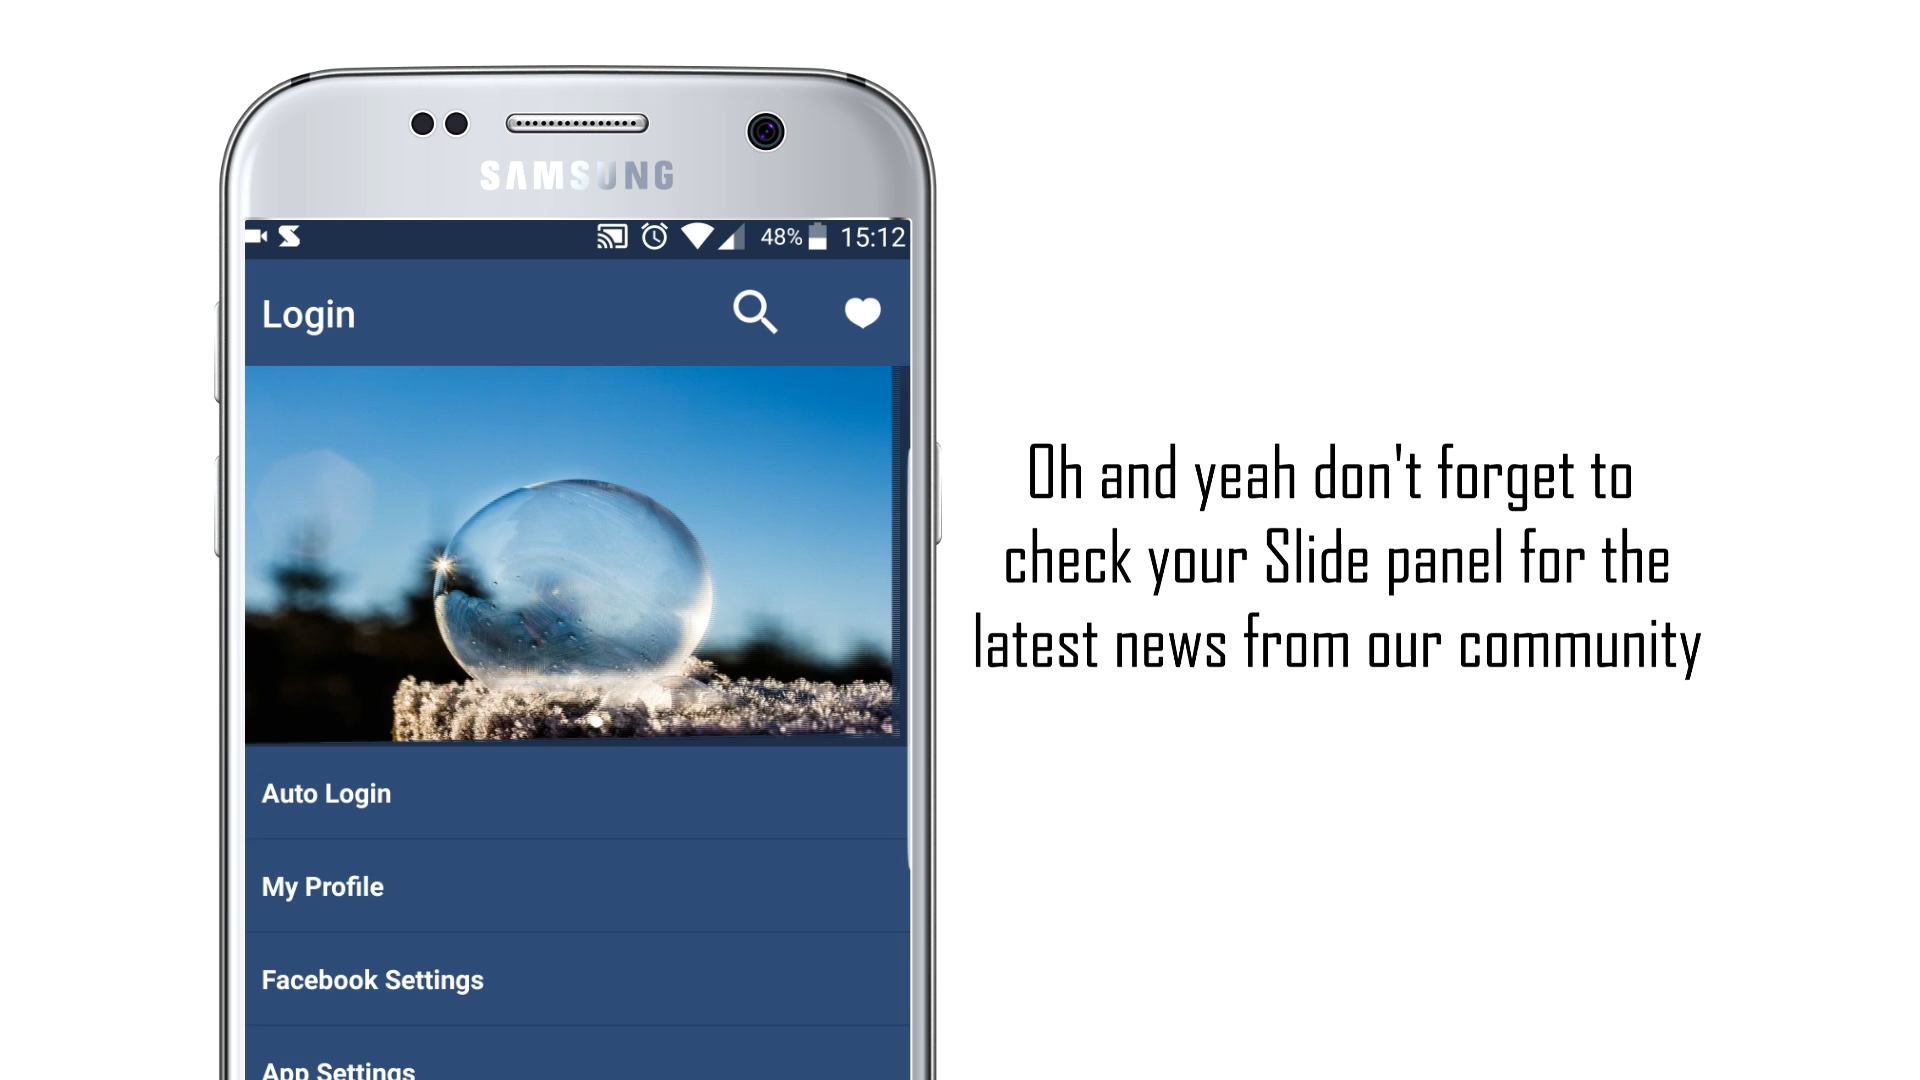 SAMSUNG
48% 15:12
Login
Auto Login
My Profile
Facebook Settings
App Settings
Oh and yeah don't forget to
check your Slide panel for the
latest news from our community